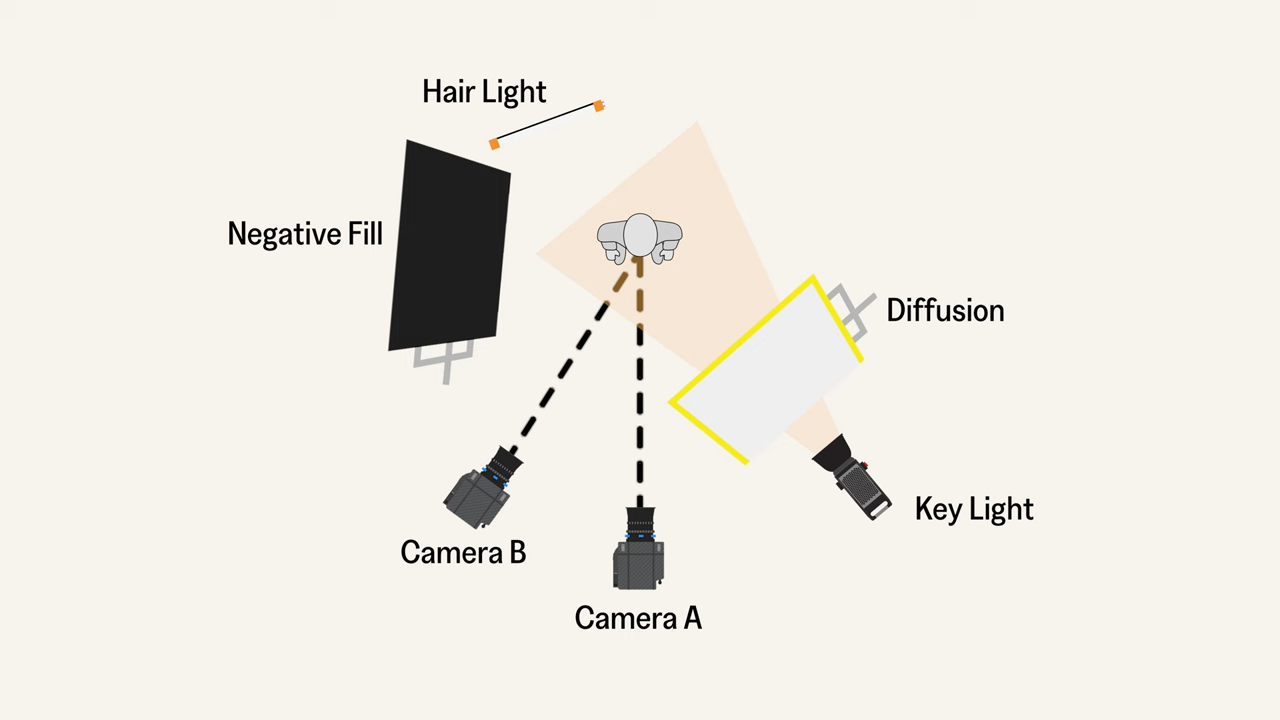 Hair Light
Negative Fill
Diffusion
Key Light
Camera B
Camera A